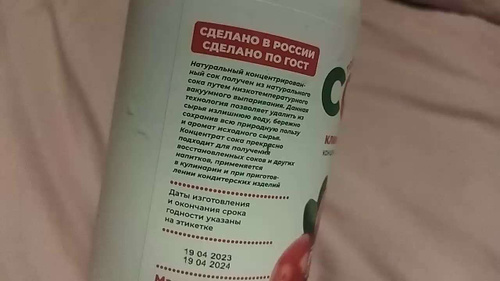 СДЕЛАНО В РОССИИ
СДЕЛАНО ПО ГОСТ
Натуральный концентрирован-
ный сок получен из натурального
сока путем низкотемпературного
вакуумного выпаривания. Данная
технология позволяет удалить из
сырья излишнюю воду, бережно
сохранив всю природную пользу
и аромат исходного сырья.
Концентрат сока прекрасно
подходит для получения
восстановленных соков и других
напитков, применяется
в кулинарии и при приготов-
лении кондитерских изделий
Даты изготовления
и окончания срока
годности указаны
на этикетке
19 04 2023
19 04 2024